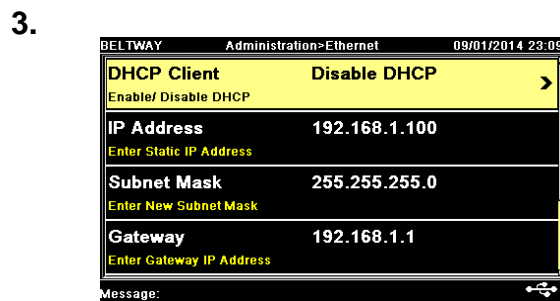 3.
BELTWAY Administration>Ethernet 09/01/2014 23:09
DHCP Client Disable DHCP >
Enable/ Disable DHCP
IP Address 192.168.1.100
Enter Static IP Address
Subnet Mask 255.255.255.0
Enter New Subnet Mask
Gateway 192.168.1.1
Enter Gateway IP Address
Message: